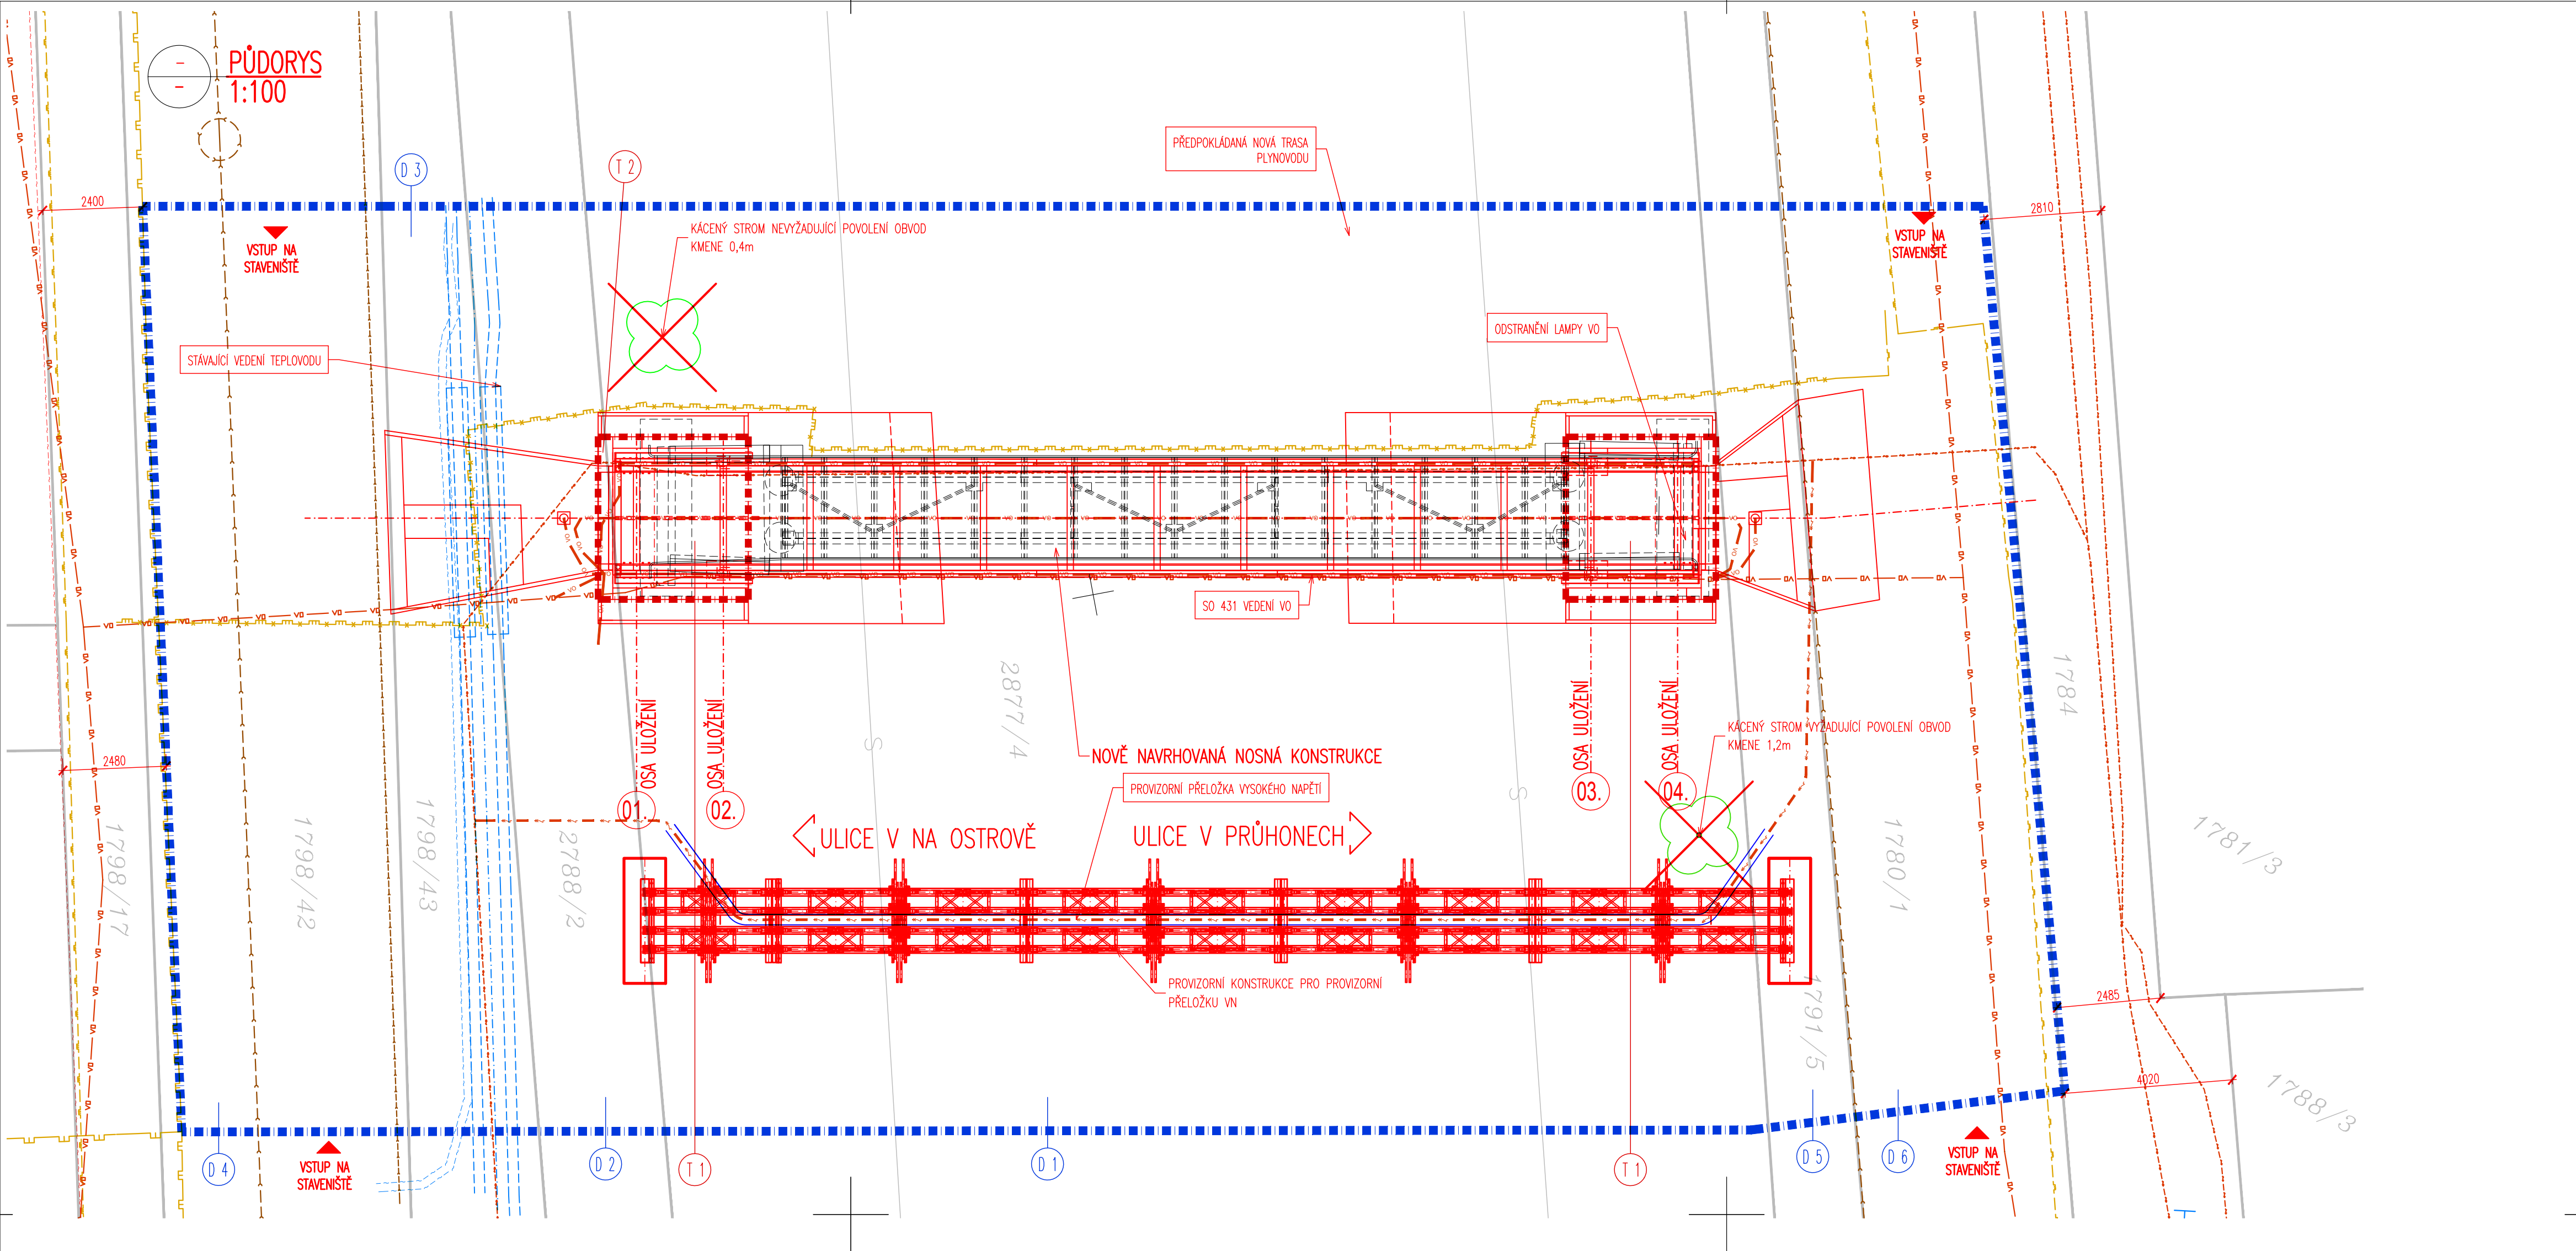 -
-
PŮDORYS
1:100
D 3
T 2
PŘEDPOKLÁDANÁ NOVÁ TRASA
PLYNOVODU
2400
2810
VSTUP NA
STAVENIŠTĚ
KÁCENÝ STROM NEVYŽADUJÍCÍ POVOLENÍ OBVOD
KMENE 0,4m
VSTUP NA
STAVENIŠTĚ
STÁVAJÍCÍ VEDENÍ TEPLOVODU
ODSTRANĚNÍ LAMPY VO
SO 431 VEDENÍ VO
2877/4
1784
S
S
OSA ULOŽENÍ
OSA ULOŽENÍ
OSA ULOŽENÍ
OSA ULOŽENÍ
01.
02.
03.
04.
NOVĚ NAVRHOVANÁ NOSNÁ KONSTRUKCE
KÁCENÝ STROM VYŽADUJÍCÍ POVOLENÍ OBVOD
KMENE 1,2m
2480
PROVIZORNÍ PŘELOŽKA VYSOKÉHO NAPĚTÍ
ULICE V NA OSTROVĚ
ULICE V PRŮHONECH
1798/17
1798/42
1798/43
2788/2
1780/1
1781/3
PROVIZORNÍ KONSTRUKCE PRO PROVIZORNÍ
PŘELOŽKU VN
1791/5
2485
4020
1788/3
D 4
VSTUP NA
STAVENIŠTĚ
D 2
T 1
D 1
T 1
D 5
D 6
VSTUP NA
STAVENIŠTĚ